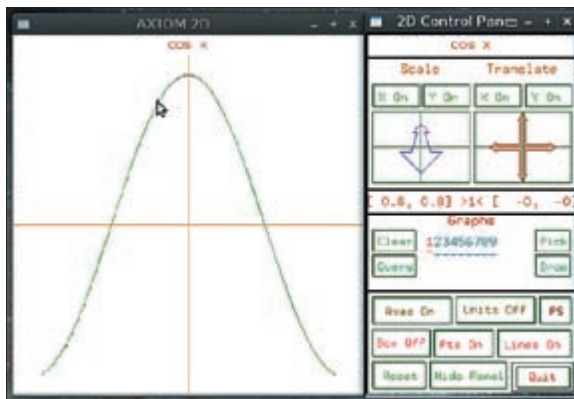 AXIOM 2D
cos x
2D Control Pan
cos x
Scale Translate
X On Y On X On Y On
[ 0.8, 0.8] >1< [ -0, -0]
Graphs
Clear 123456789 Pick
Query Drop
Axes On Units Off PS
Box Off Pts On Lines On
Reset Hide Panel Quit